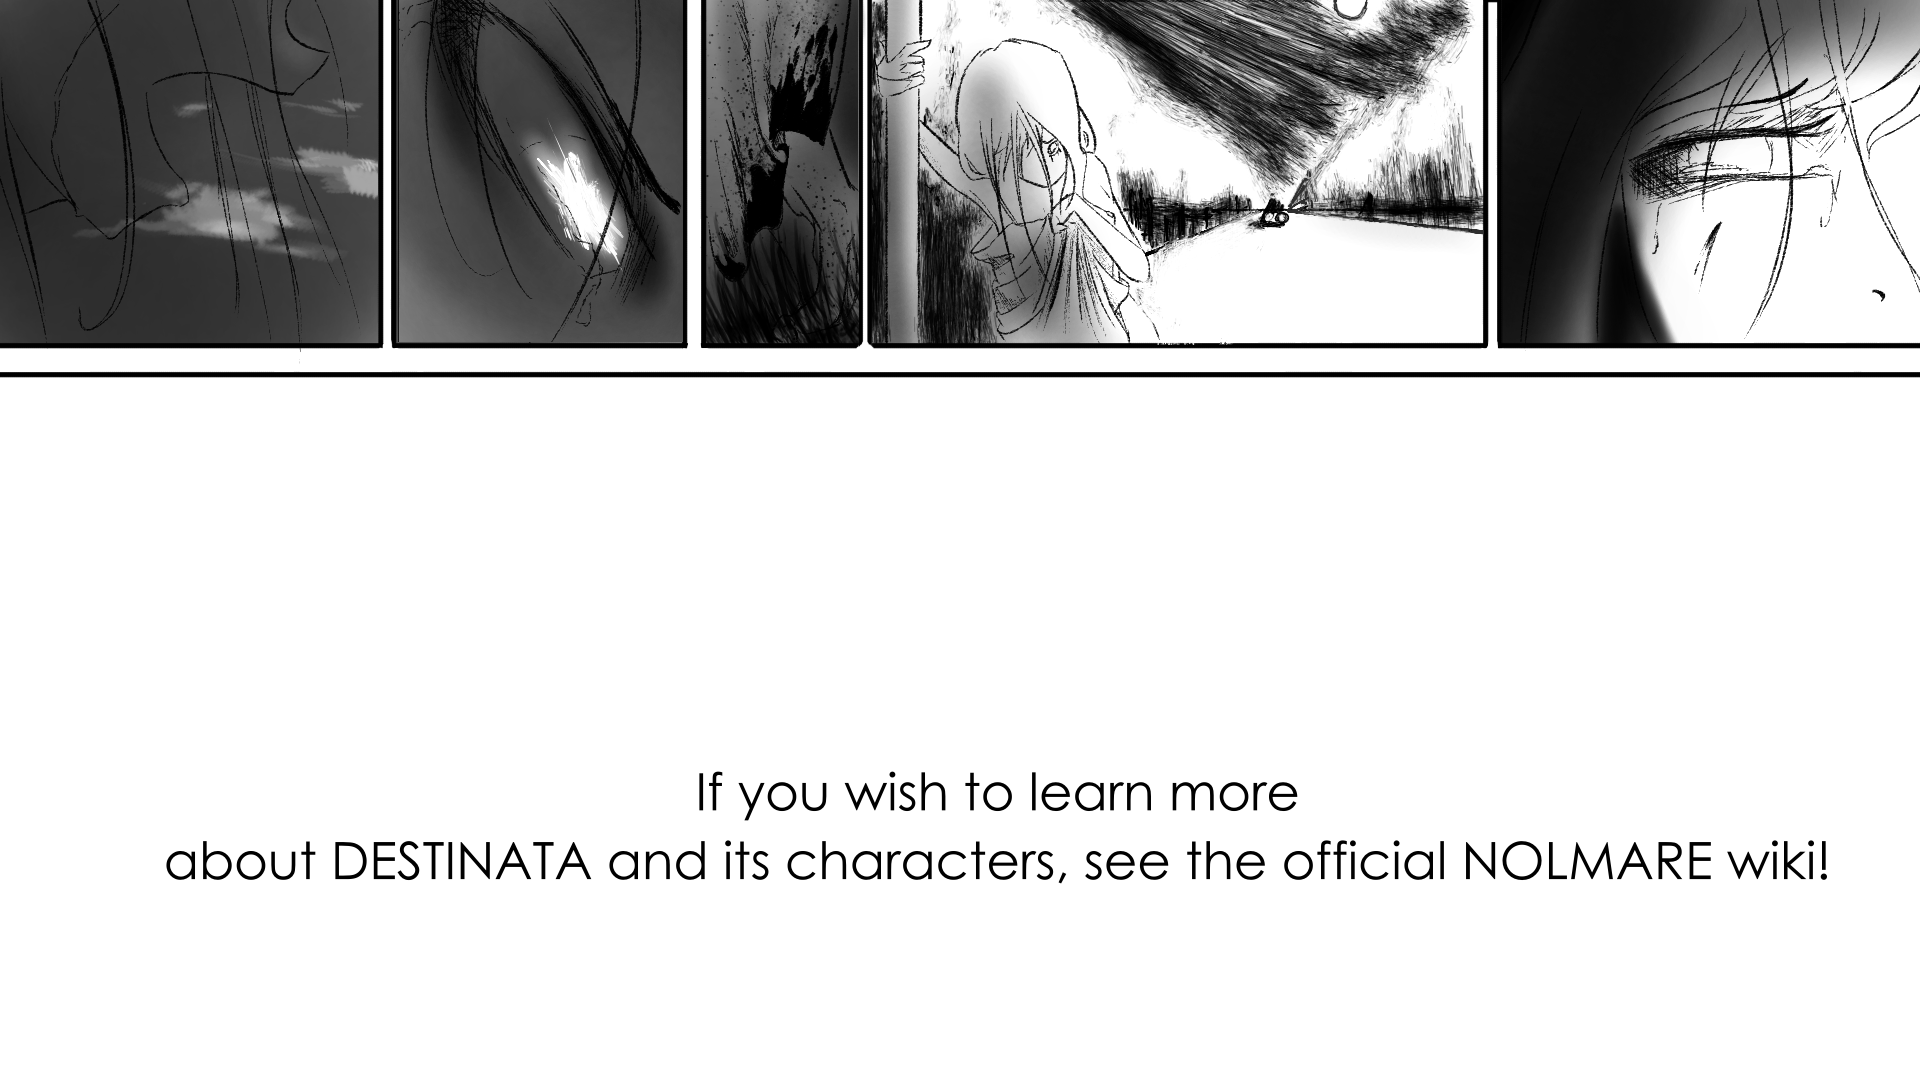 If you wish to learn more
about DESTINATA and its characters, see the official NOLMARE wiki!